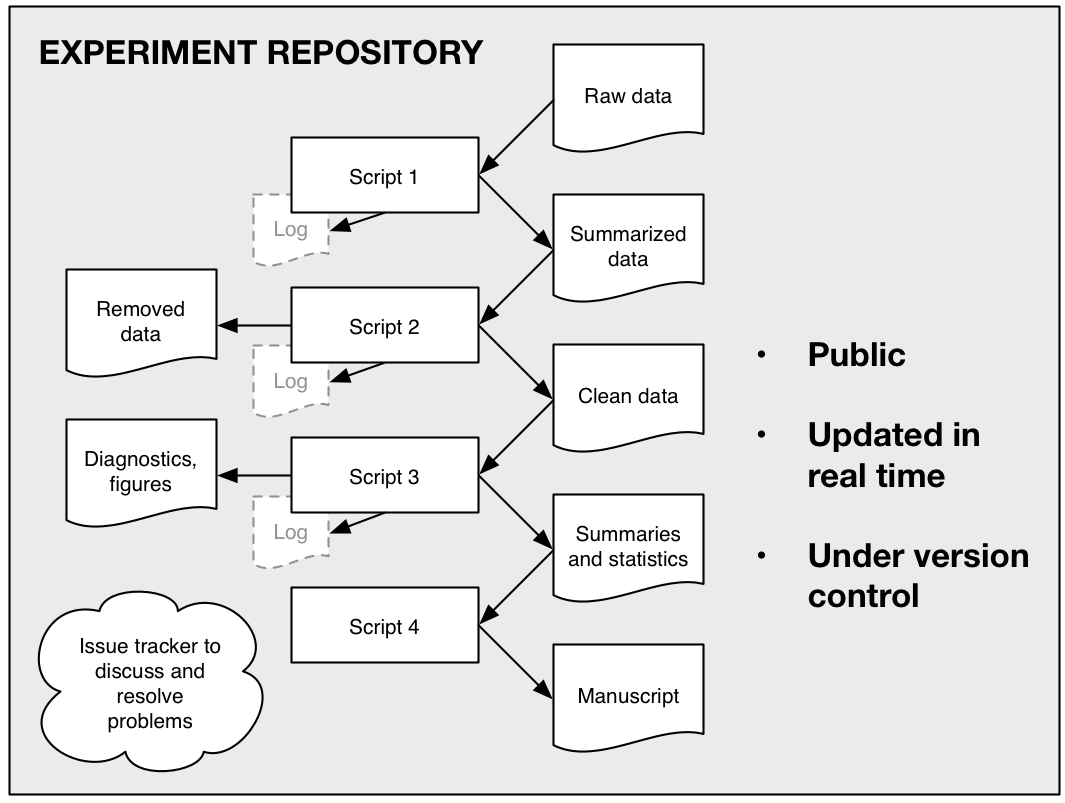 EXPERIMENT REPOSITORY
Raw data
Script 1
Log
Summarized
data
Removed
data
Script 2
Log
Clean data
Diagnostics,
figures
Script 3
Log
Summaries
and statistics
Script 4
Manuscript
Issue tracker to
discuss and
resolve
problems
• Public
• Updated in
real time
• Under version
control